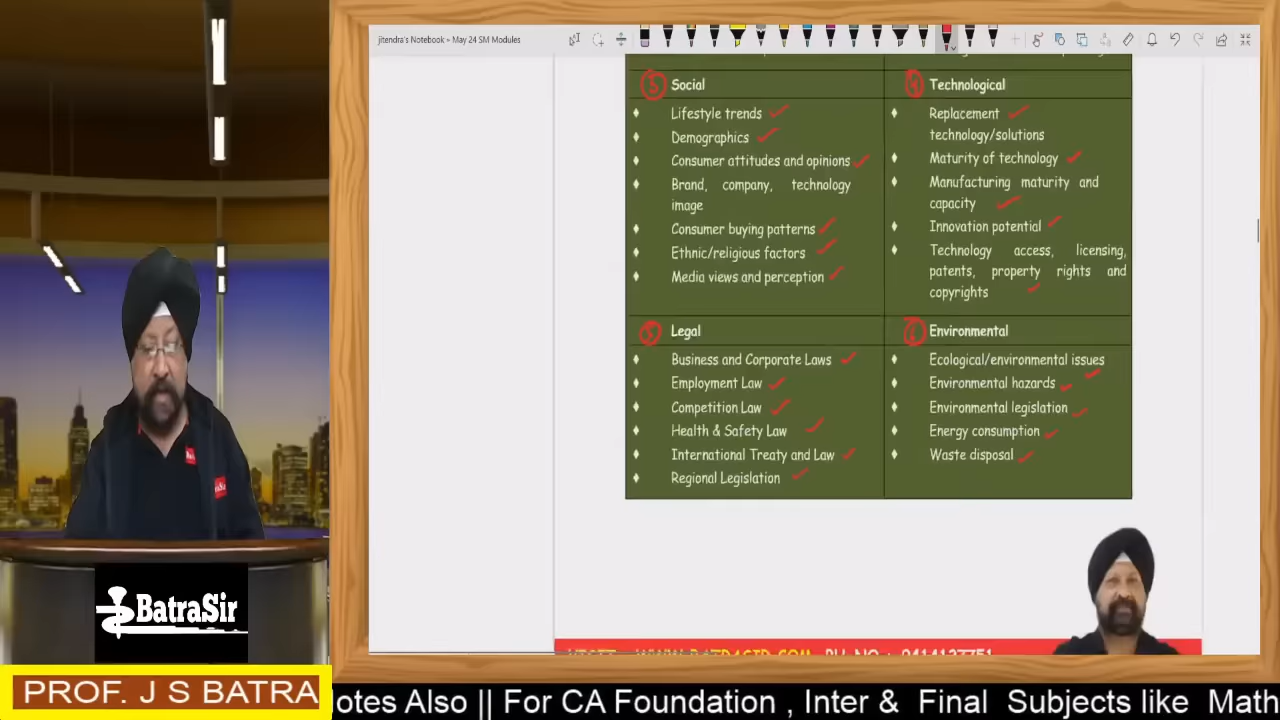 jitendra's Notebook » May 24 SM Modules
Social
Lifestyle trends
Demographics
Consumer attitudes and opinions
Brand, company, technology
image
Consumer buying patterns
Ethnic/religious factors
Media views and perception
Technological
Replacement
technology/solutions
Maturity of technology
Manufacturing maturity and
capacity
Innovation potential
Technology access, licensing,
patents, property rights and
copyrights
Legal
Business and Corporate Laws
Employment Law
Competition Law
Health & Safety Law
International Treaty and Law
Regional Legislation
Environmental
Ecological/environmental issues
Environmental hazards
Environmental legislation
Energy consumption
Waste disposal
BatraSir
PROF. J S BATRA
otes Also || For CA Foundation , Inter & Final Subjects like Math